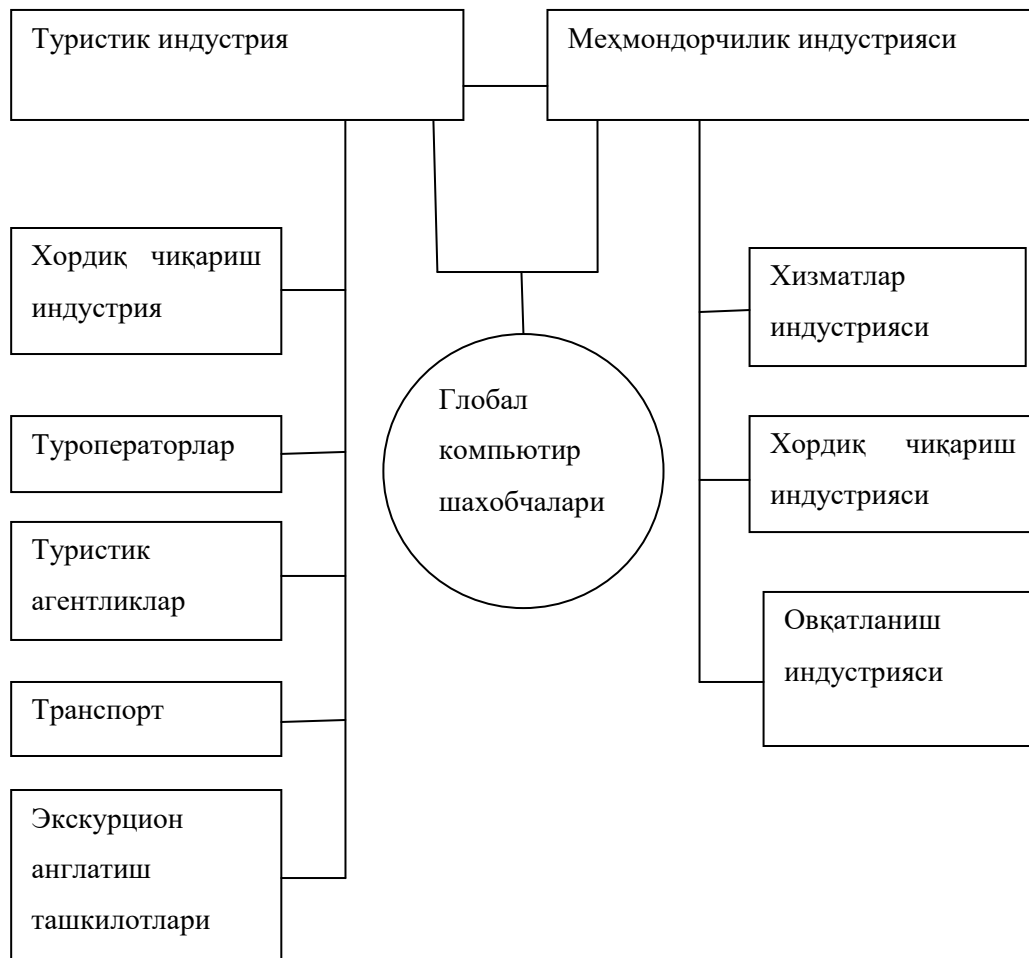 Туристик индустрия
Меҳмондорчилик индустрияси
Хордиқ чиқариш
индустрия
Туроператорлар
Туристик
агентликлар
Транспорт
Экскурцион
англатиш
ташкилотлари
Глобал
компьютир
шахобчалари
Хизматлар
индустрияси
Хордиқ чиқариш
индустрияси
Овқатланиш
индустрияси